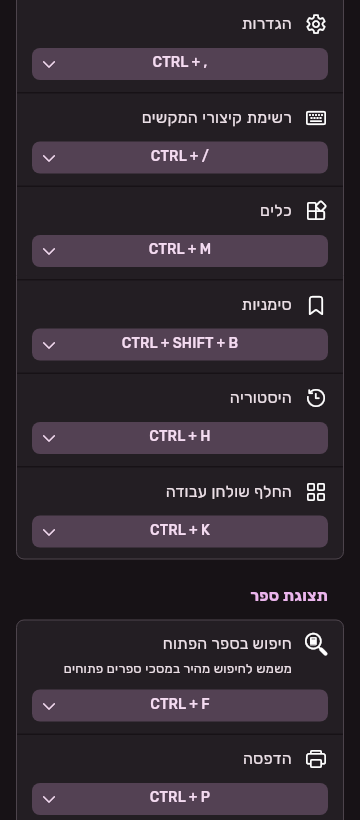 הגדרות
CTRL + ,
רשימת קיצורי המקשים
CTRL + /
כלים
CTRL + M
סימניות
CTRL + SHIFT + B
היסטוריה
CTRL + H
החלף שולחן עבודה
CTRL + K
תצוגת ספר
חיפוש בספר הפתוח
משמש לחיפוש מהיר במסכי ספרים פתוחים
CTRL + F
הדפסה
CTRL + P